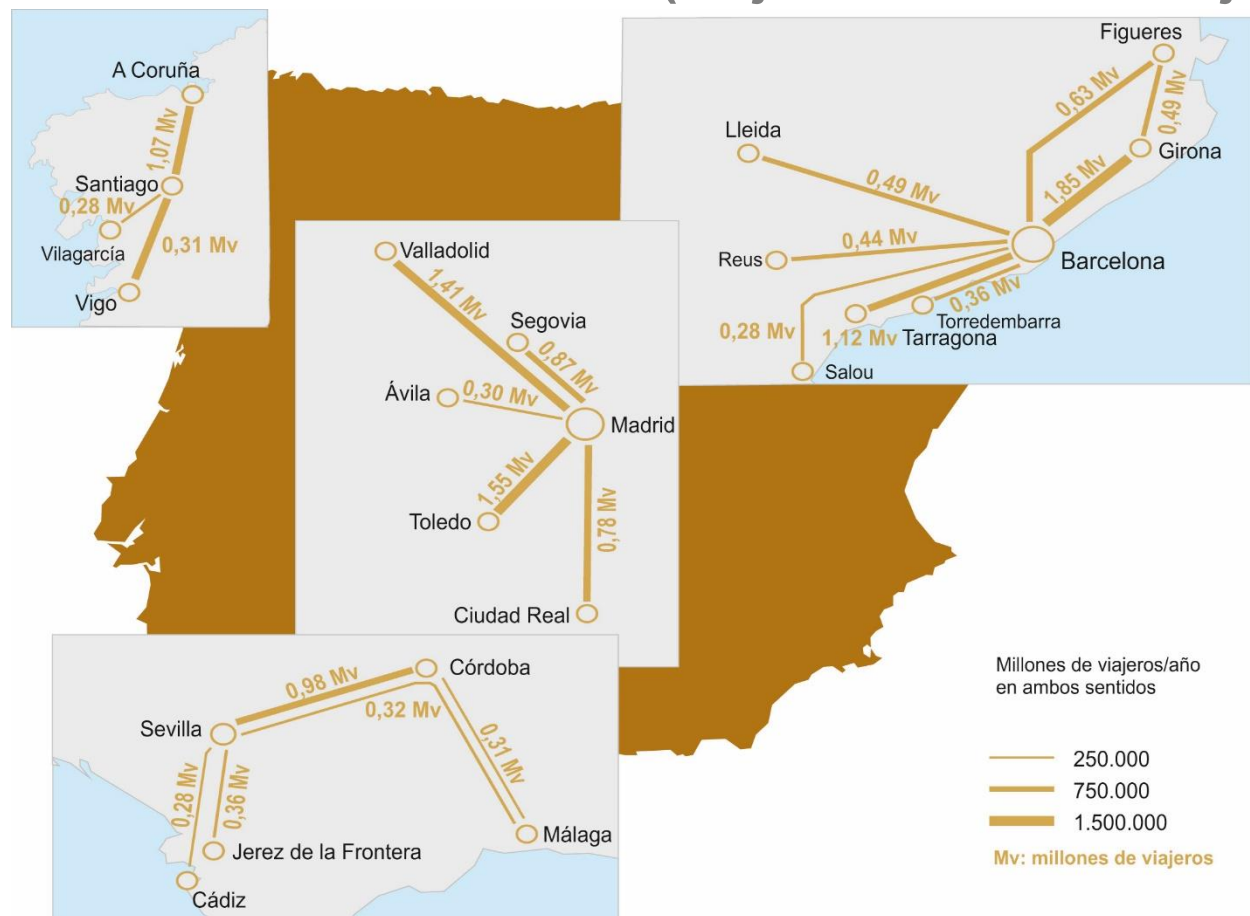 A Coruña
1,07 Mv
Santiago
0,28 Mv
Vilagarcía
0,31 Mv
Vigo
Figueres
0,63 Mv
0,49 Mv
Lleida
Girona
0,49 Mv
1,85 Mv
0,44 Mv
Reus
Barcelona
0,36 Mv
Torredembarra
0,28 Mv
1,12 Mv
Tarragona
Salou
Valladolid
1,41 Mv
Segovia
0,87 Mv
Ávila
0,30 Mv
Madrid
1,55 Mv
Toledo
0,78 Mv
Ciudad Real
Córdoba
0,98 Mv
0,32 Mv
Sevilla
0,31 Mv
0,28 Mv
0,36 Mv
Málaga
Jerez de la Frontera
Cádiz
Millones de viajeros/año
en ambos sentidos
250.000
750.000
1.500.000
Mv: millones de viajeros